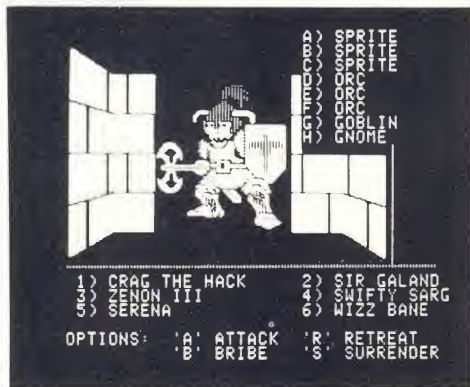 A) SPRITE
B) SPRITE
C) SPRITE
D) ORC
E) ORC
F) ORC
G) GOBLIN
H) GNOME
1) CRAG THE HACK 2) SIR GALAND
3) ZENON III 4) SWIFTY SARG
5) SERENA 6) WIZZ BANE
OPTIONS: 'A' ATTACK 'R' RETREAT
'B' BRIBE 'S' SURRENDER